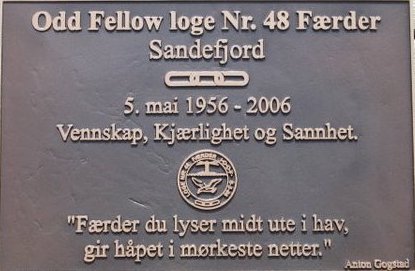 Odd Fellow loge Nr. 48 Færder
Sandefjord
5. mai 1956 - 2006
Vennskap, Kjærlighet og Sannhet.
"Færder du lyser midt ute i hav,
gir håpet i mørkeste netter."
Anton Gogstad